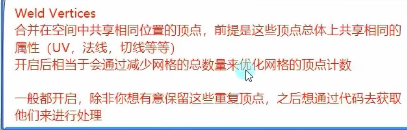 Weld Vertices
合并在空间中共享相同位置的顶点，前提是这些顶点总体上共享相同的
属性（UV，法线，切线等等）
开启后相当于会通过减少网格的总数量来优化网格的顶点计数
一般都开启，除非你想有意保留这些重复顶点，之后想通过代码去获取
他们来进行处理